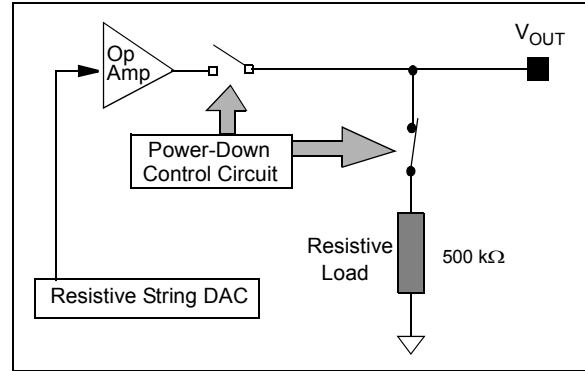 Op
Amp
VOUT
Power-Down
Control Circuit
Resistive
Load
500 kΩ
Resistive String DAC